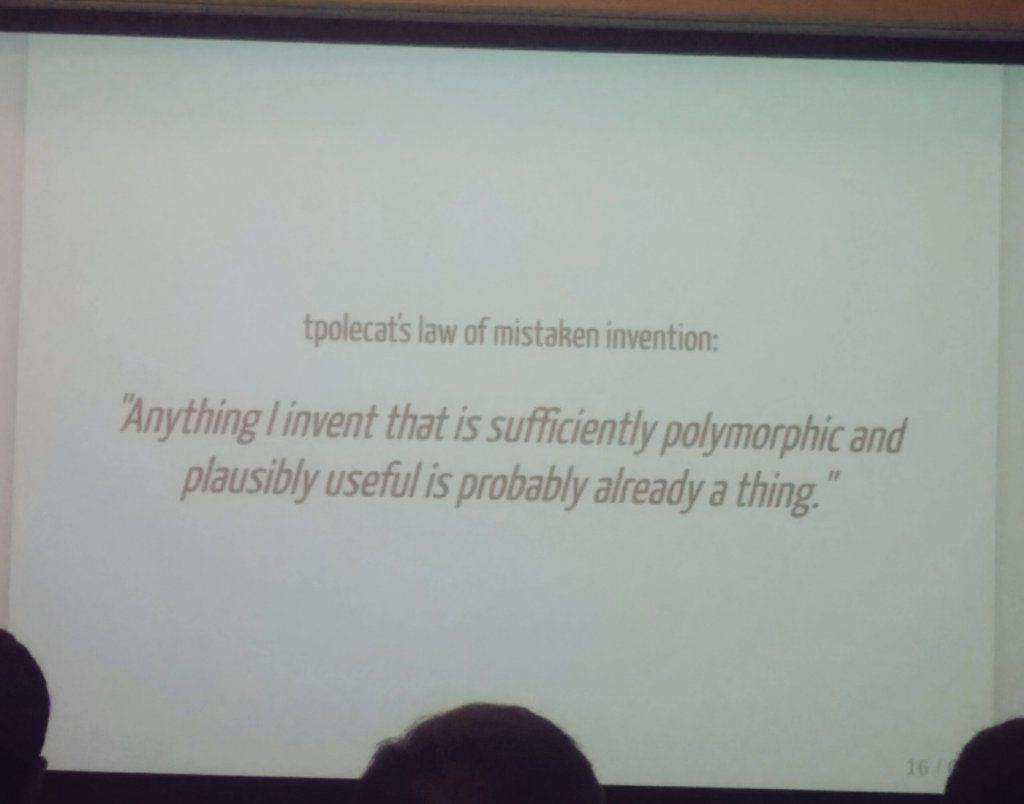 tpolecat's law of mistaken invention:
"Anything I invent that is sufficiently polymorphic and
plausibly useful is probably already a thing."
16 /